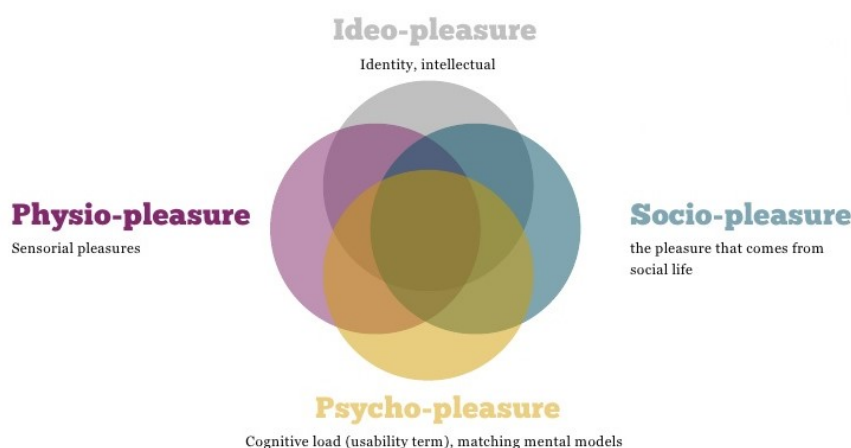 Ideo-pleasure
Identity, intellectual
Physio-pleasure
Sensorial pleasures
Socio-pleasure
the pleasure that comes from
social life
Psycho-pleasure
Cognitive load (usability term), matching mental models